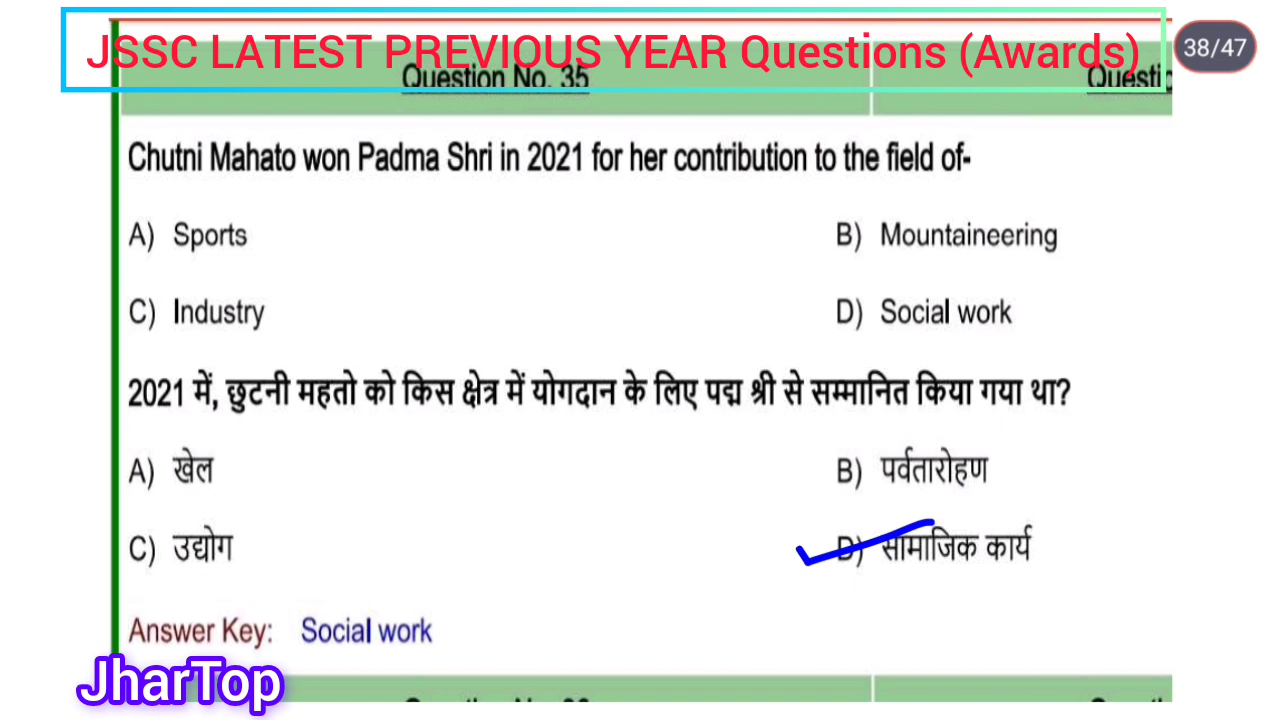 JSSC LATEST PREVIOUS YEAR Questions (Awards)
38/47
Question No. 35
Chutni Mahato won Padma Shri in 2021 for her contribution to the field of-
A) Sports
B) Mountaineering
C) Industry
D) Social work
2021 में, छुटनी महतो को किस क्षेत्र में योगदान के लिए पद्म श्री से सम्मानित किया गया था?
A) खेल
B) पर्वतारोहण
C) उद्योग
D) सामाजिक कार्य
Answer Key: Social work
JharTop